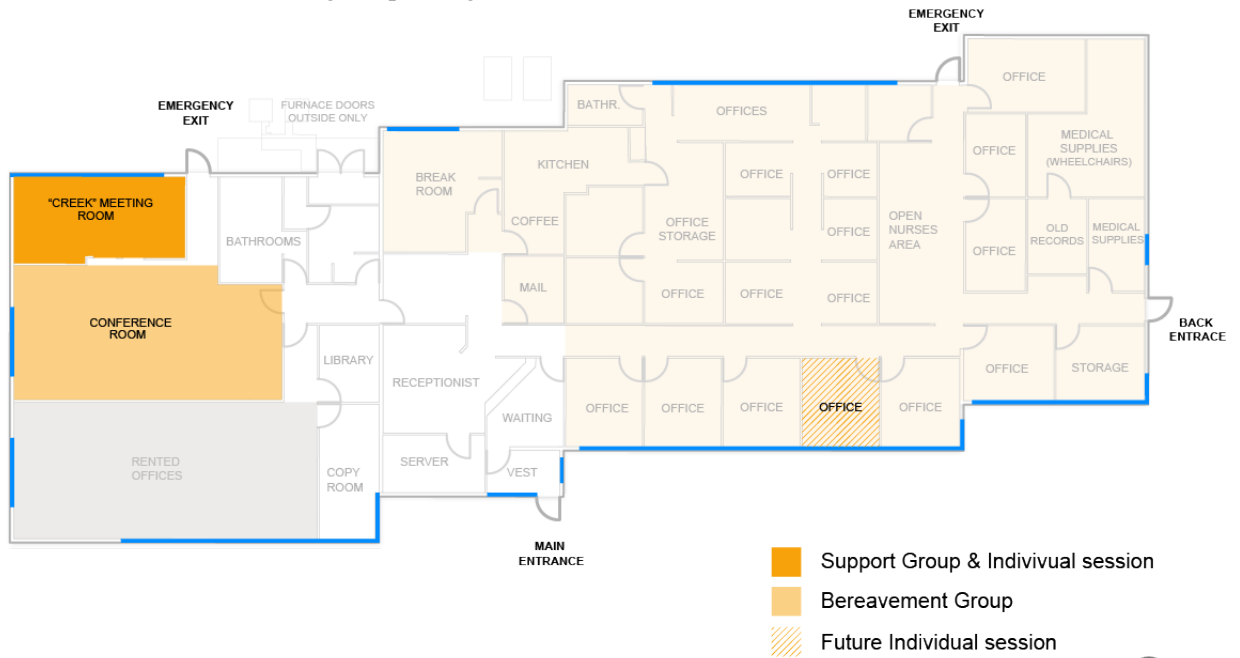 EMERGENCY
EXIT
EMERGENCY
EXIT
FURNACE DOORS
OUTSIDE ONLY
BATHR.
OFFICES
OFFICE
"CREEK" MEETING
ROOM
BREAK
ROOM
KITCHEN
OFFICE
OFFICE
OFFICE
MEDICAL
SUPPLIES
(WHEELCHAIRS)
BATHROOMS
COFFEE
OFFICE
STORAGE
OFFICE
OPEN
NURSES
AREA
OFFICE
OLD
RECORDS
MEDICAL
SUPPLIES
MAIL
OFFICE
OFFICE
OFFICE
CONFERENCE
ROOM
BACK
ENTRACE
LIBRARY
RECEPTIONIST
WAITING
OFFICE
OFFICE
OFFICE
OFFICE
OFFICE
OFFICE
STORAGE
RENTED
OFFICES
COPY
ROOM
SERVER
VEST
MAIN
ENTRANCE
Support Group & Indivivual session
Bereavement Group
Future Individual session